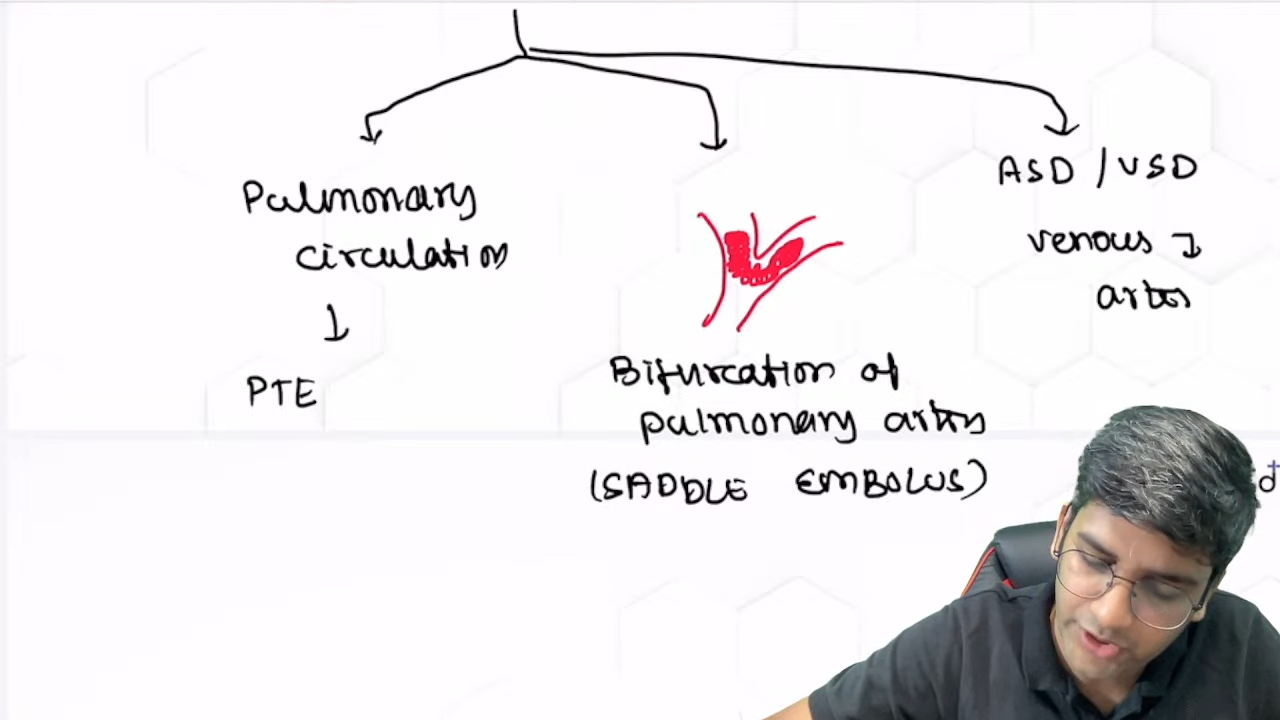 Pulmonary
circulation
↓
PTE
Bifurcation of
pulmonary artery
(SADDLE EMBOLUS)
ASD / VSD
venous →
artery